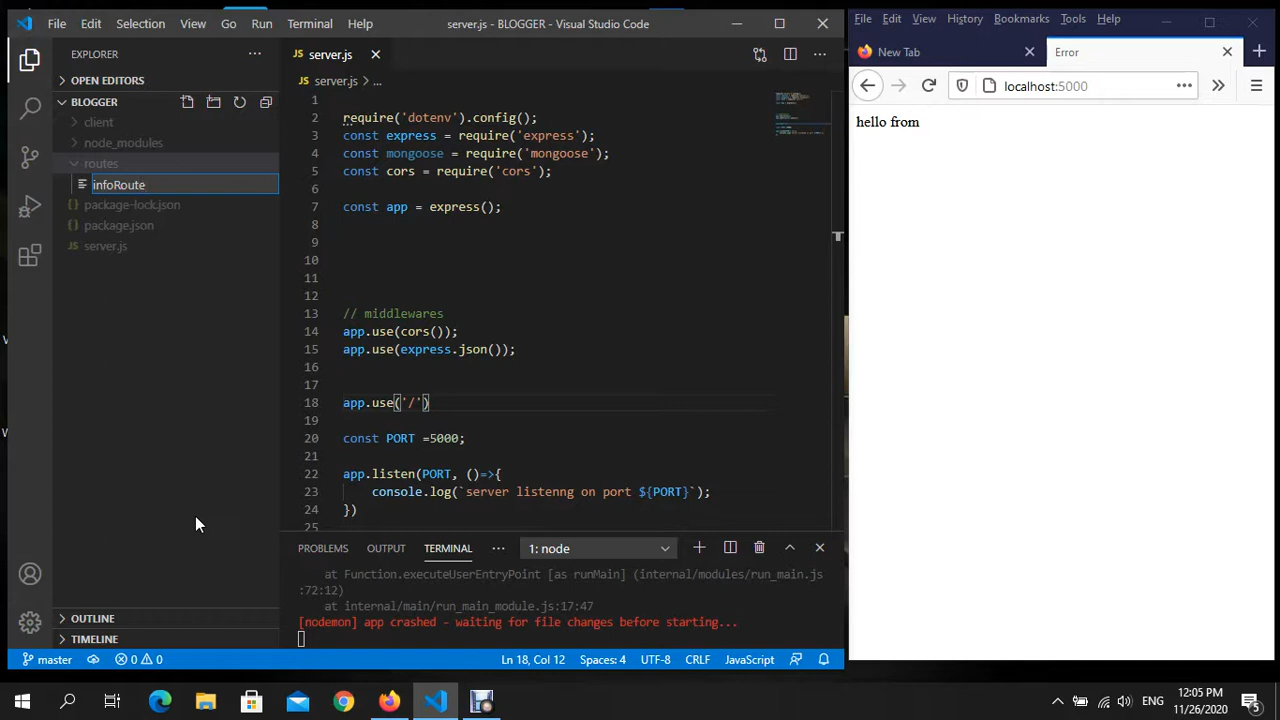 File Edit Selection View Go Run Terminal Help
server.js - BLOGGER - Visual Studio Code
EXPLORER
OPEN EDITORS
BLOGGER
client
node_modules
routes
infoRoute
package-lock.json
package.json
JS server.js
OUTLINE
TIMELINE
JS server.js
JS server.js > ...
1
2 require('dotenv').config();
3 const express = require('express');
4 const mongoose = require('mongoose');
5 const cors = require('cors');
6
7 const app = express();
8
9
10
11
12
13 // middlewares
14 app.use(cors());
15 app.use(express.json());
16
17
18 app.use('/')
19
20 const PORT =5000;
21
22 app.listen(PORT, ()=>{
23 console.log(`server listenng on port ${PORT}`);
24 })
25
PROBLEMS OUTPUT TERMINAL 1: node
at Function.executeUserEntryPoint [as runMain] (internal/modules/run_main.js
:72:12)
at internal/main/run_main_module.js:17:47
[nodemon] app crashed - waiting for file changes before starting...
master 0 0 Ln 18, Col 12 Spaces: 4 UTF-8 CRLF JavaScript
File Edit View History Bookmarks Tools Help
New Tab Error
localhost:5000
hello from
ENG
12:05 PM
11/26/2020
5